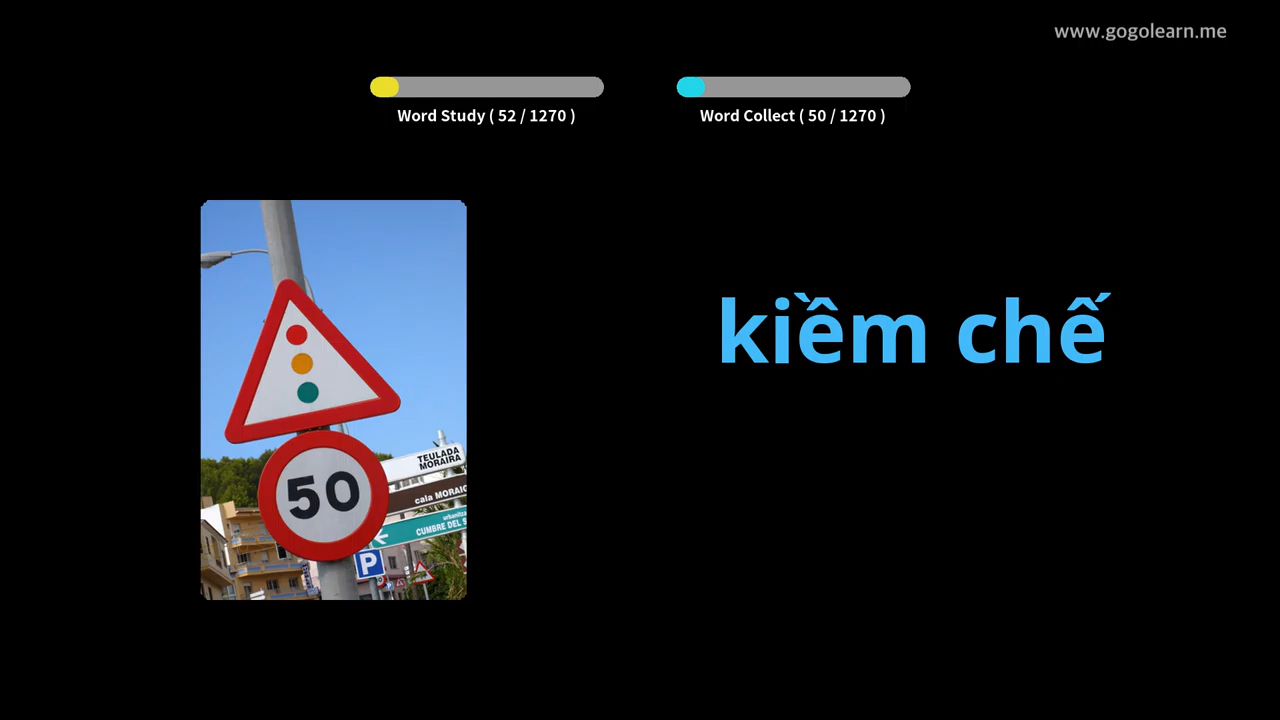 www.gogolearn.me
Word Study ( 52 / 1270 )
Word Collect ( 50 / 1270 )
kiềm chế
50
TEULADA
MORAIRA
cala MORAIG
urbanitza
CUMBRE DEL S
P